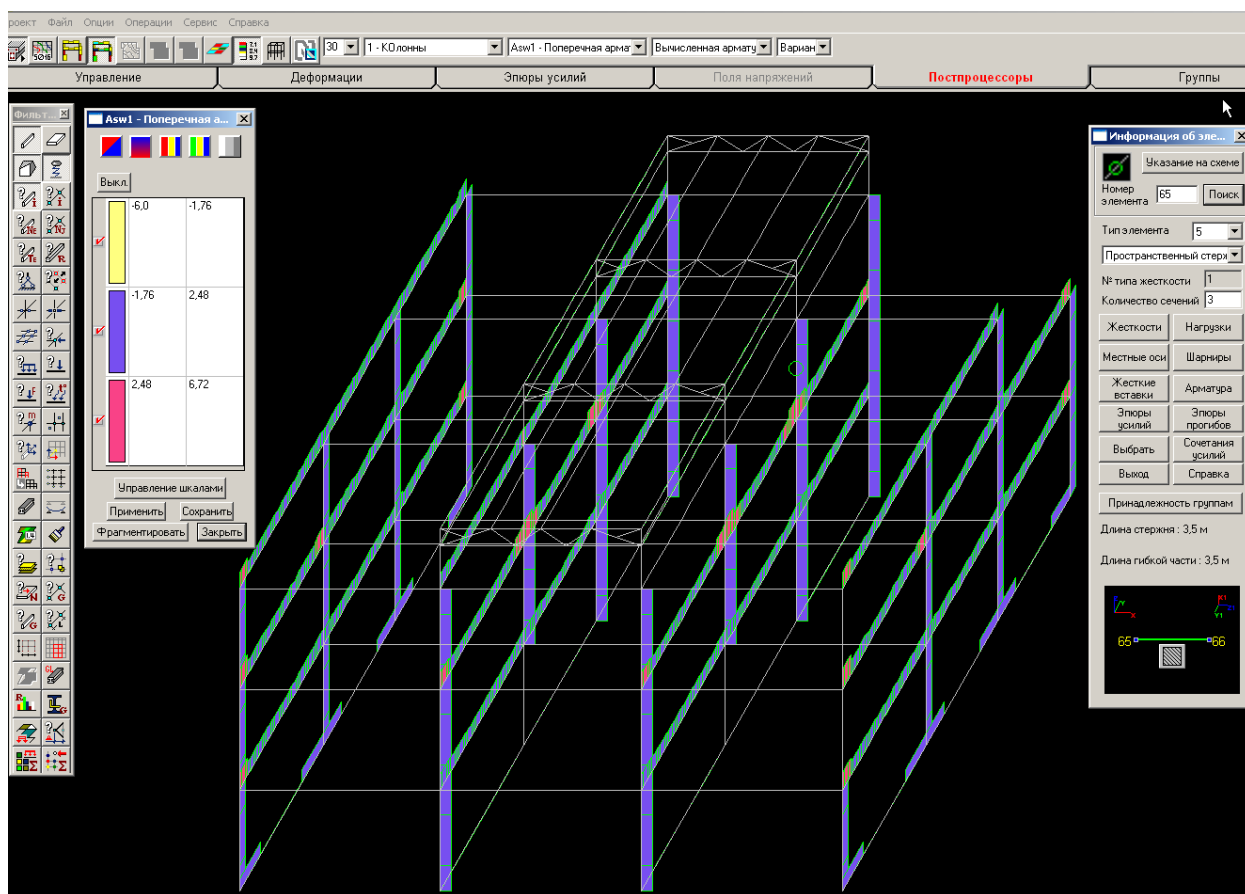 роект Файл Опции Операции Сервис Справка
30 1 - КОлонны Asw1 - Поперечная армат Вычисленная армату Вариан
Управление Деформации Эпюры усилий Поля напряжений Постпроцессоры Группы
Фильт...
Asw1 - Поперечная а...
Выкл.
-6,0 -1,76
-1,76 2,48
2,48 6,72
Управление шкалами
Применить Сохранить
Фрагментировать Закрыть
Информация об эле...
Указание на схеме
Номер элемента 65 Поиск
Тип элемента 5
Пространственный стерж
№ типа жесткости 1
Количество сечений 3
Жесткости Нагрузки
Местные оси Шарниры
Жесткие вставки Арматура
Эпюры усилий Эпюры прогибов
Выбрать Сочетания усилий
Выход Справка
Принадлежность группам
Длина стержня : 3,5 м
Длина гибкой части : 3,5 м
65 66